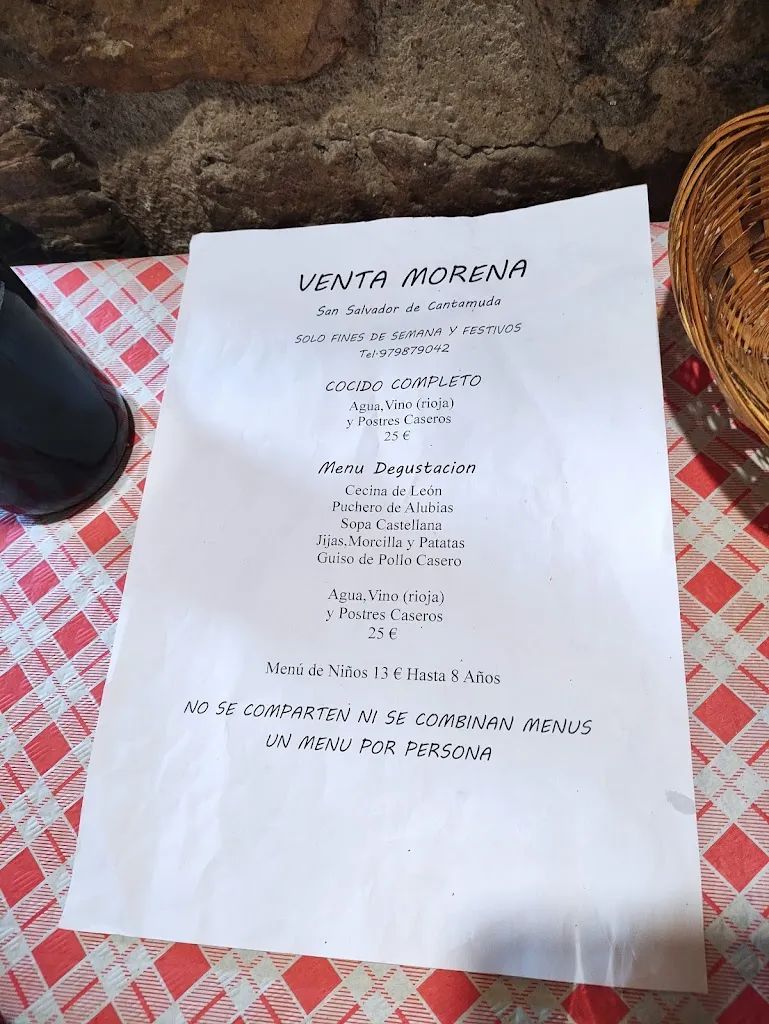 VENTA MORENA
San Salvador de Cantamuda
SOLO FINES DE SEMANA Y FESTIVOS
Tel.979879042
COCIDO COMPLETO
Agua,Vino (rioja)
y Postres Caseros
25 €
Menu Degustacion
Cecina de León
Puchero de Alubias
Sopa Castellana
Jijas,Morcilla y Patatas
Guiso de Pollo Casero
Agua,Vino (rioja)
y Postres Caseros
25 €
Menú de Niños 13 € Hasta 8 Años
NO SE COMPARTEN NI SE COMBINAN MENUS
UN MENU POR PERSONA